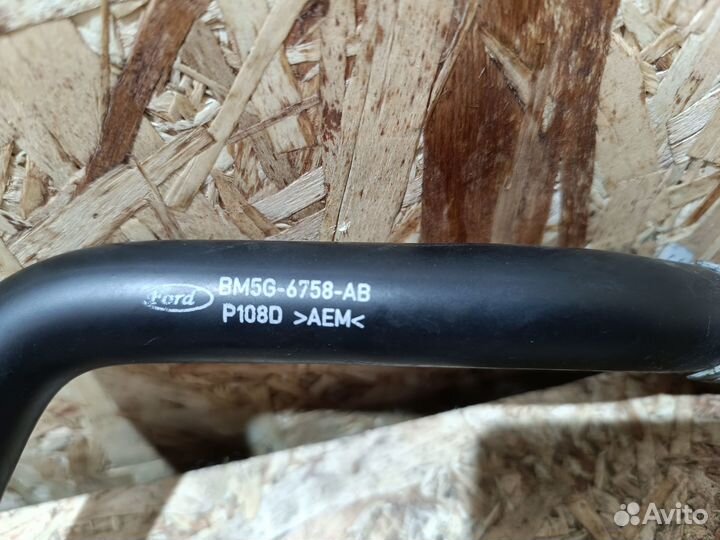 Ford
BM5G-6758-AB
P108D >AEM<
Avito